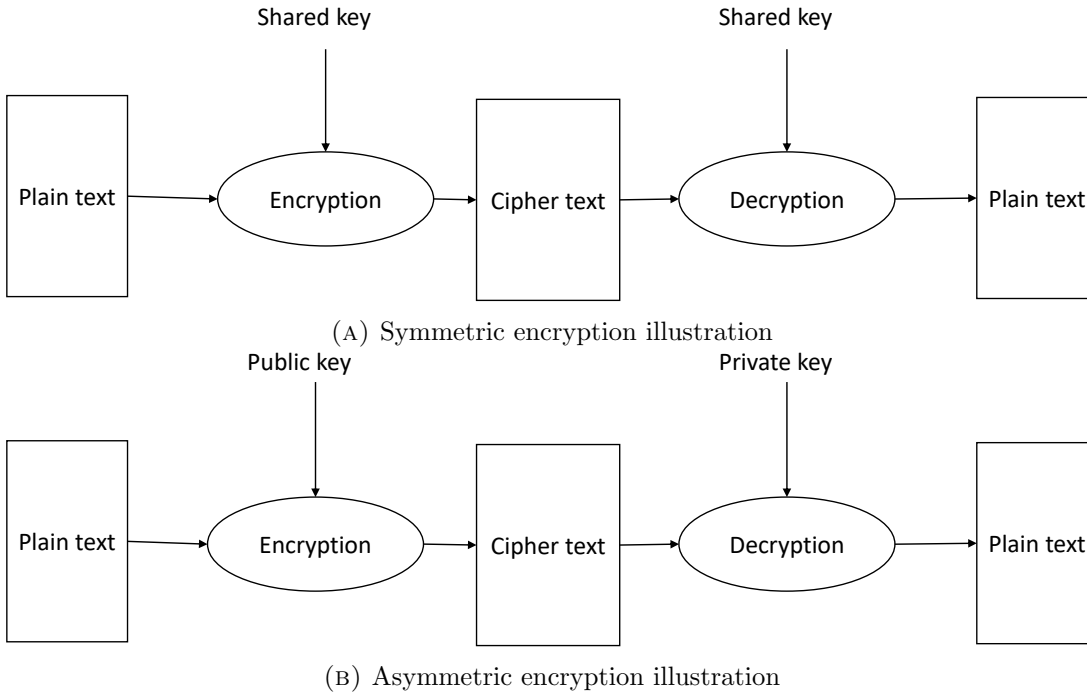 Shared key Shared key
Plain text Encryption Cipher text Decryption Plain text
(A) Symmetric encryption illustration
Public key Private key
Plain text Encryption Cipher text Decryption Plain text
(B) Asymmetric encryption illustration